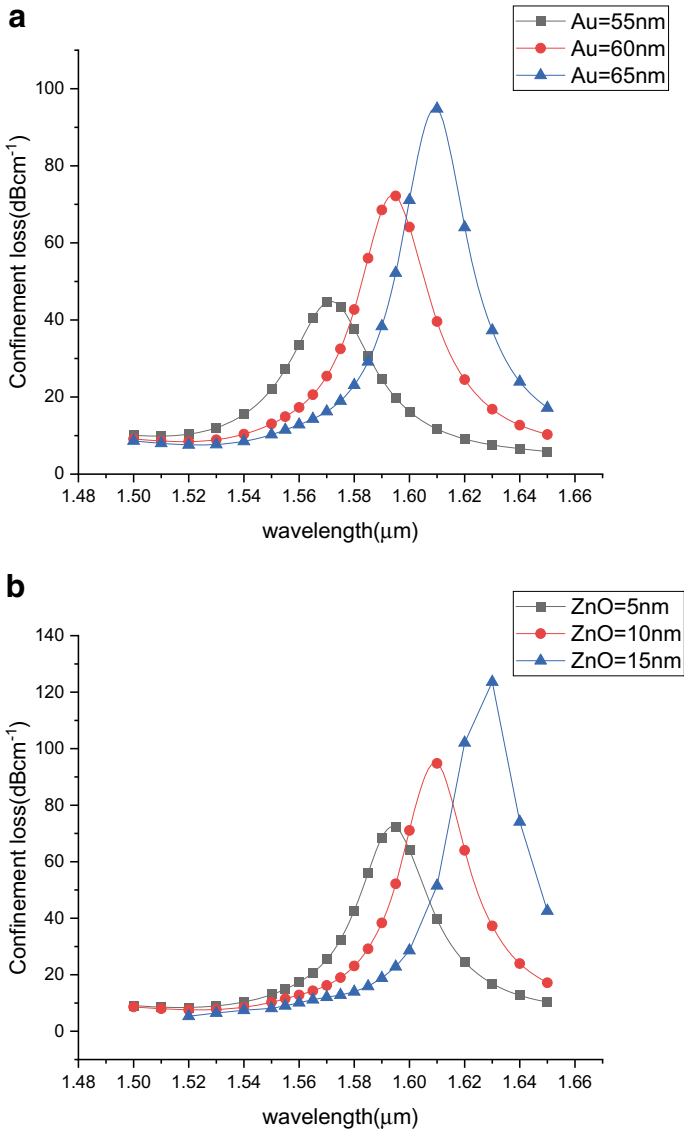 a
Au=55nm
Au=60nm
Au=65nm
Confinement loss(dBcm⁻¹)
100
80
60
40
20
0
1.48 1.50 1.52 1.54 1.56 1.58 1.60 1.62 1.64 1.66
wavelength(μm)
b
ZnO=5nm
ZnO=10nm
ZnO=15nm
Confinement loss(dBcm⁻¹)
140
120
100
80
60
40
20
0
1.48 1.50 1.52 1.54 1.56 1.58 1.60 1.62 1.64 1.66
wavelength(μm)